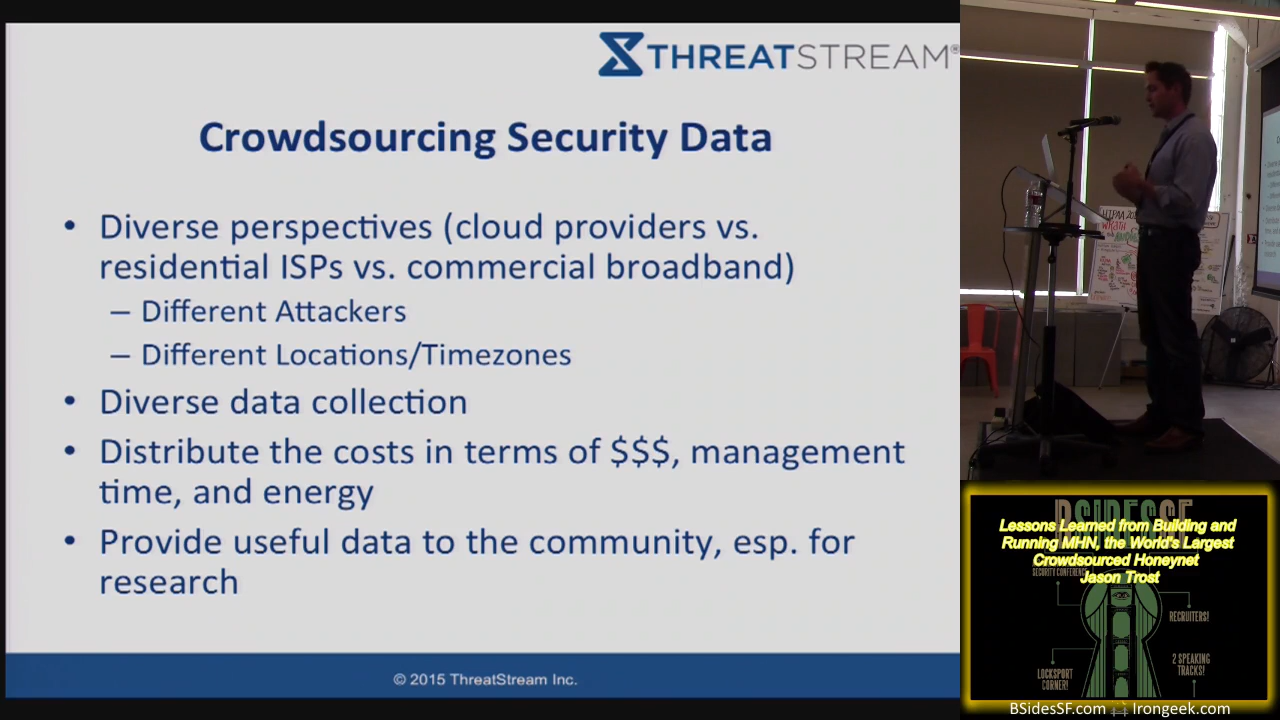 THREATSTREAM®
Crowdsourcing Security Data
• Diverse perspectives (cloud providers vs.
residential ISPs vs. commercial broadband)
– Different Attackers
– Different Locations/Timezones
• Diverse data collection
• Distribute the costs in terms of $$$, management
time, and energy
• Provide useful data to the community, esp. for
research
© 2015 ThreatStream Inc.
BSIDESSF
Lessons Learned from Building and
Running MHN, the World's Largest
Crowdsourced Honeynet
Jason Trost
SECURITY CONFERENCE
RECRUITERS!
LOCKSPORT
CORNER!
2 SPEAKING
TRACKS!
BSidesSF.com
Irongeek.com